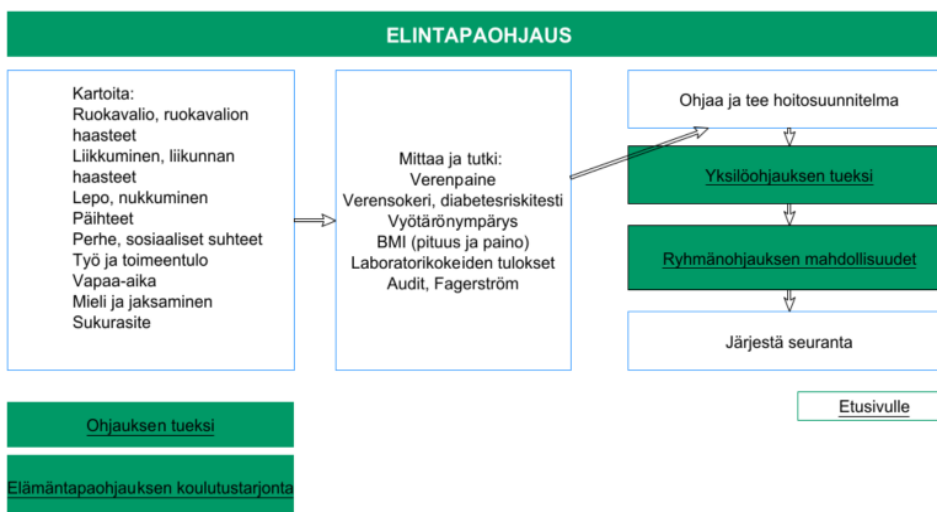 ELINTAPAOHJAUS
Kartoita:
Ruokavalio, ruokavalion
haasteet
Liikkuminen, liikunnan
haasteet
Lepo, nukkuminen
Päihteet
Perhe, sosiaaliset suhteet
Työ ja toimeentulo
Vapaa-aika
Mieli ja jaksaminen
Sukurasite
Mittaa ja tutki:
Verenpaine
Verensokeri, diabetesriskitesti
Vyötärönympärys
BMI (pituus ja paino)
Laboratorikokeiden tulokset
Audit, Fagerström
Ohjaa ja tee hoitosuunnitelma
Yksilöohjauksen tueksi
Ryhmänohjauksen mahdollisuudet
Järjestä seuranta
Etusivulle
Ohjauksen tueksi
Elämäntapaohjauksen koulutustarjonta